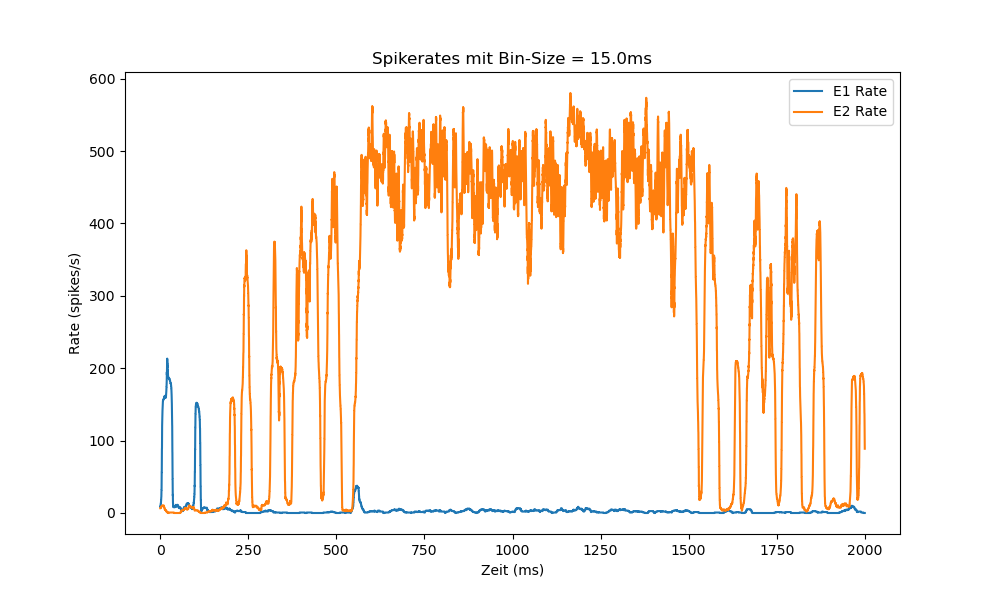 Spikerates mit Bin-Size = 15.0ms
E1 Rate
E2 Rate
600
500
400
300
200
100
0
Rate (spikes/s)
0 250 500 750 1000 1250 1500 1750 2000
Zeit (ms)